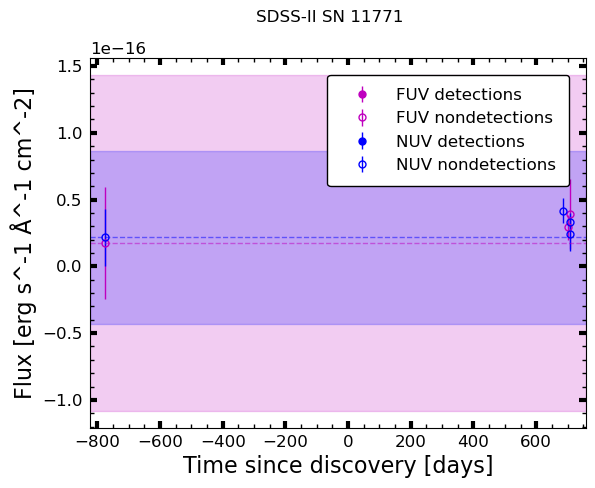 SDSS-II SN 11771
1e−16
1.5
1.0
0.5
0.0
−0.5
−1.0
Flux [erg s^-1 Å^-1 cm^-2]
FUV detections
FUV nondetections
NUV detections
NUV nondetections
−800 −600 −400 −200 0 200 400 600
Time since discovery [days]